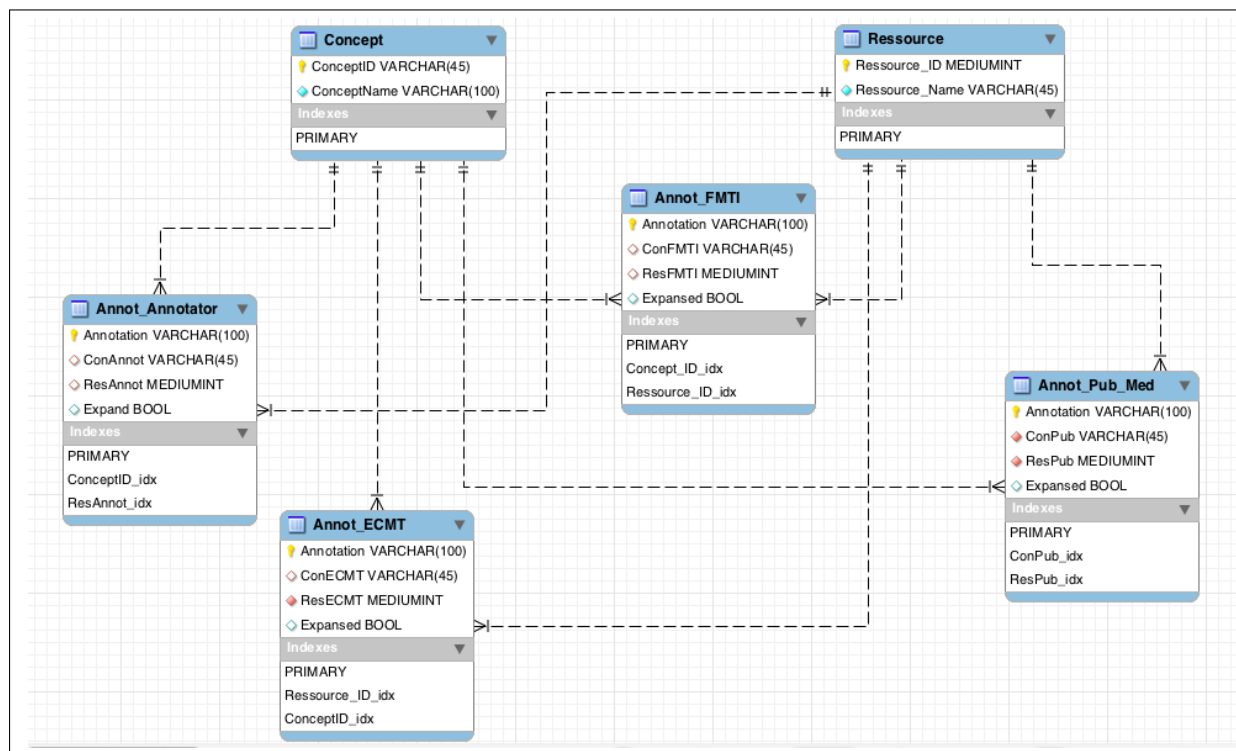 Concept
ConceptID VARCHAR(45)
ConceptName VARCHAR(100)
Indexes
PRIMARY
Ressource
Ressource_ID MEDIUMINT
Ressource_Name VARCHAR(45)
Indexes
PRIMARY
Annot_FMTI
Annotation VARCHAR(100)
ConFMTI VARCHAR(45)
ResFMTI MEDIUMINT
Expansed BOOL
Indexes
PRIMARY
Concept_ID_idx
Ressource_ID_idx
Annot_Annotator
Annotation VARCHAR(100)
ConAnnot VARCHAR(45)
ResAnnot MEDIUMINT
Expand BOOL
Indexes
PRIMARY
ConceptID_idx
ResAnnot_idx
Annot_Pub_Med
Annotation VARCHAR(100)
ConPub VARCHAR(45)
ResPub MEDIUMINT
Expansed BOOL
Indexes
PRIMARY
ConPub_idx
ResPub_idx
Annot_ECMT
Annotation VARCHAR(100)
ConECMT VARCHAR(45)
ResECMT MEDIUMINT
Expansed BOOL
Indexes
PRIMARY
Ressource_ID_idx
ConceptID_idx